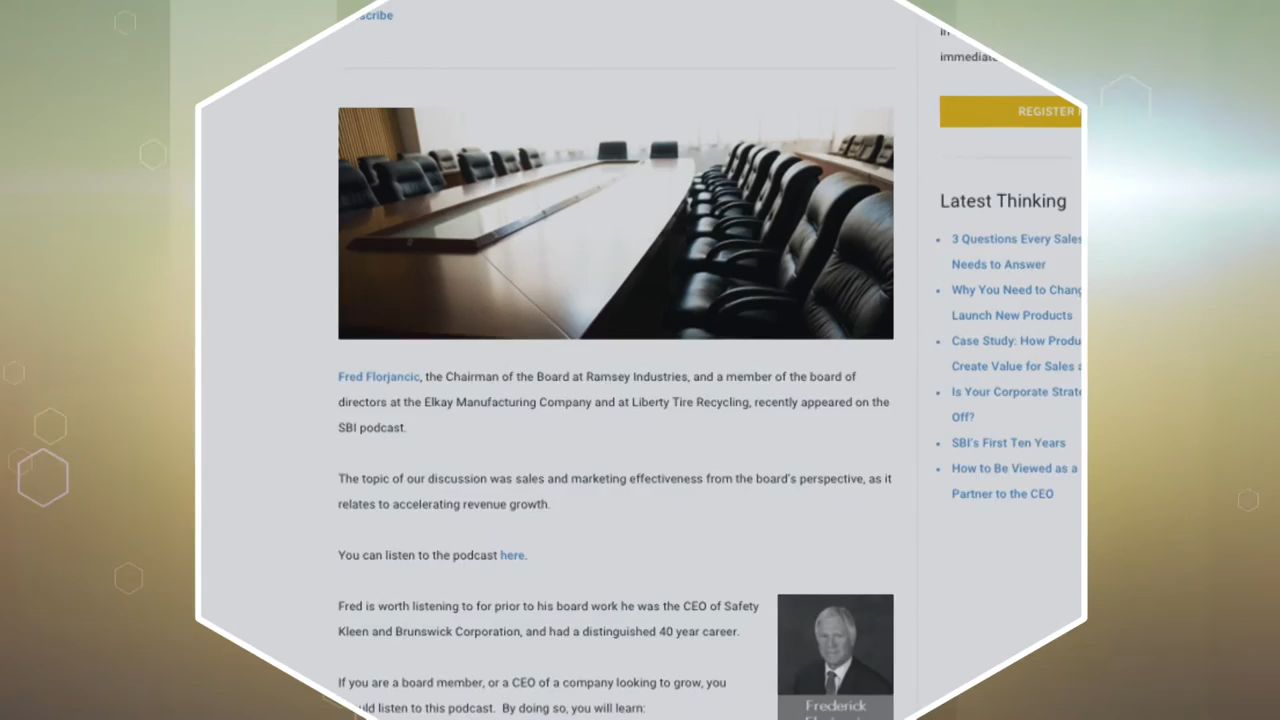 scribe
Fred Florjancic, the Chairman of the Board at Ramsey Industries, and a member of the board of
directors at the Elkay Manufacturing Company and at Liberty Tire Recycling, recently appeared on the
SBI podcast.
The topic of our discussion was sales and marketing effectiveness from the board's perspective, as it
relates to accelerating revenue growth.
You can listen to the podcast here.
Fred is worth listening to for prior to his board work he was the CEO of Safety
Kleen and Brunswick Corporation, and had a distinguished 40 year career.
If you are a board member, or a CEO of a company looking to grow, you
listen to this podcast. By doing so, you will learn:
Frederick
REGISTER
Latest Thinking
3 Questions Every Sales
Needs to Answer
Why You Need to Chang
Launch New Products
Case Study: How Produ
Create Value for Sales
Is Your Corporate Strate
Off?
SBI's First Ten Years
How to Be Viewed as a
Partner to the CEO